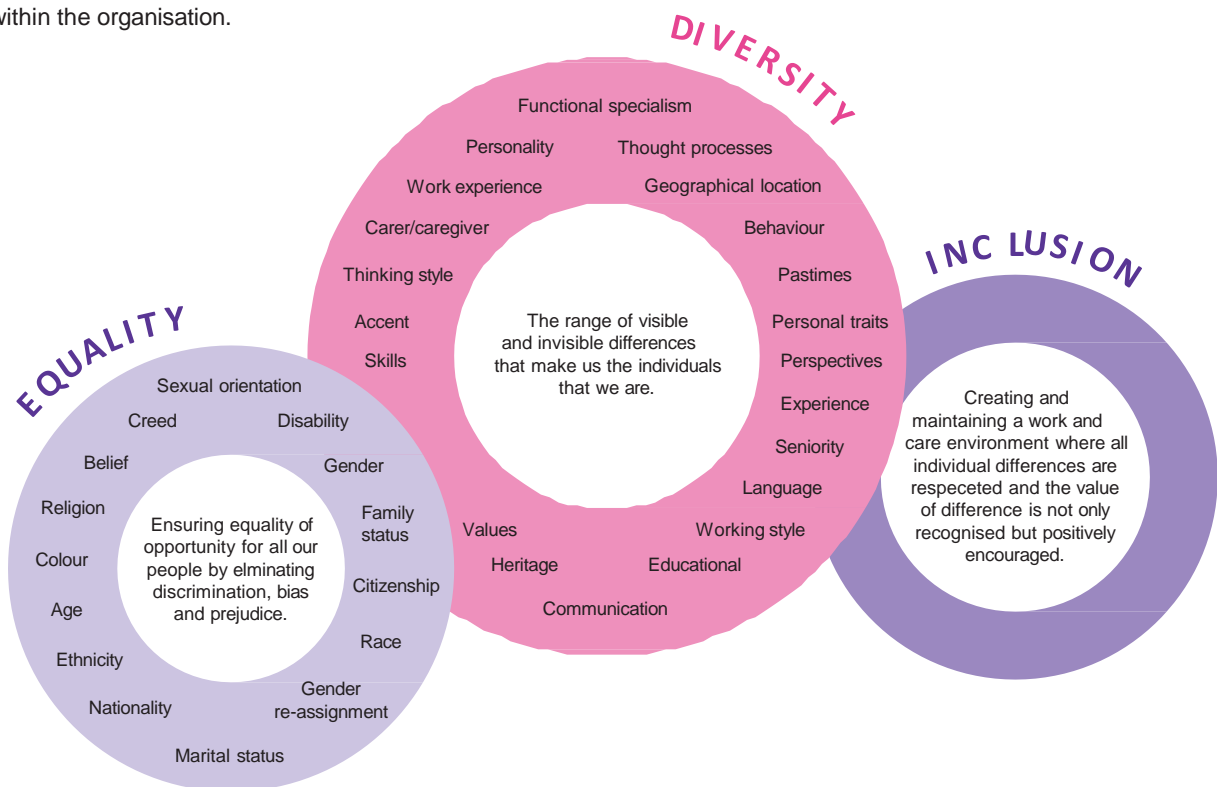 within the organisation.
DIVERSITY
Functional specialism
Personality
Thought processes
Work experience
Geographical location
Carer/caregiver
Behaviour
Thinking style
Pastimes
Accent
Personal traits
Skills
Perspectives
Experience
Seniority
Language
Values
Working style
Heritage
Educational
Communication
The range of visible
and invisible differences
that make us the individuals
that we are.
EQUALITY
Sexual orientation
Creed
Disability
Belief
Gender
Religion
Family
status
Colour
Citizenship
Age
Race
Ethnicity
Gender
re-assignment
Nationality
Marital status
Ensuring equality of
opportunity for all our
people by elminating
discrimination, bias
and prejudice.
INCLUSION
Creating and
maintaining a work and
care environment where all
individual differences are
respeceted and the value
of difference is not only
recognised but positively
encouraged.